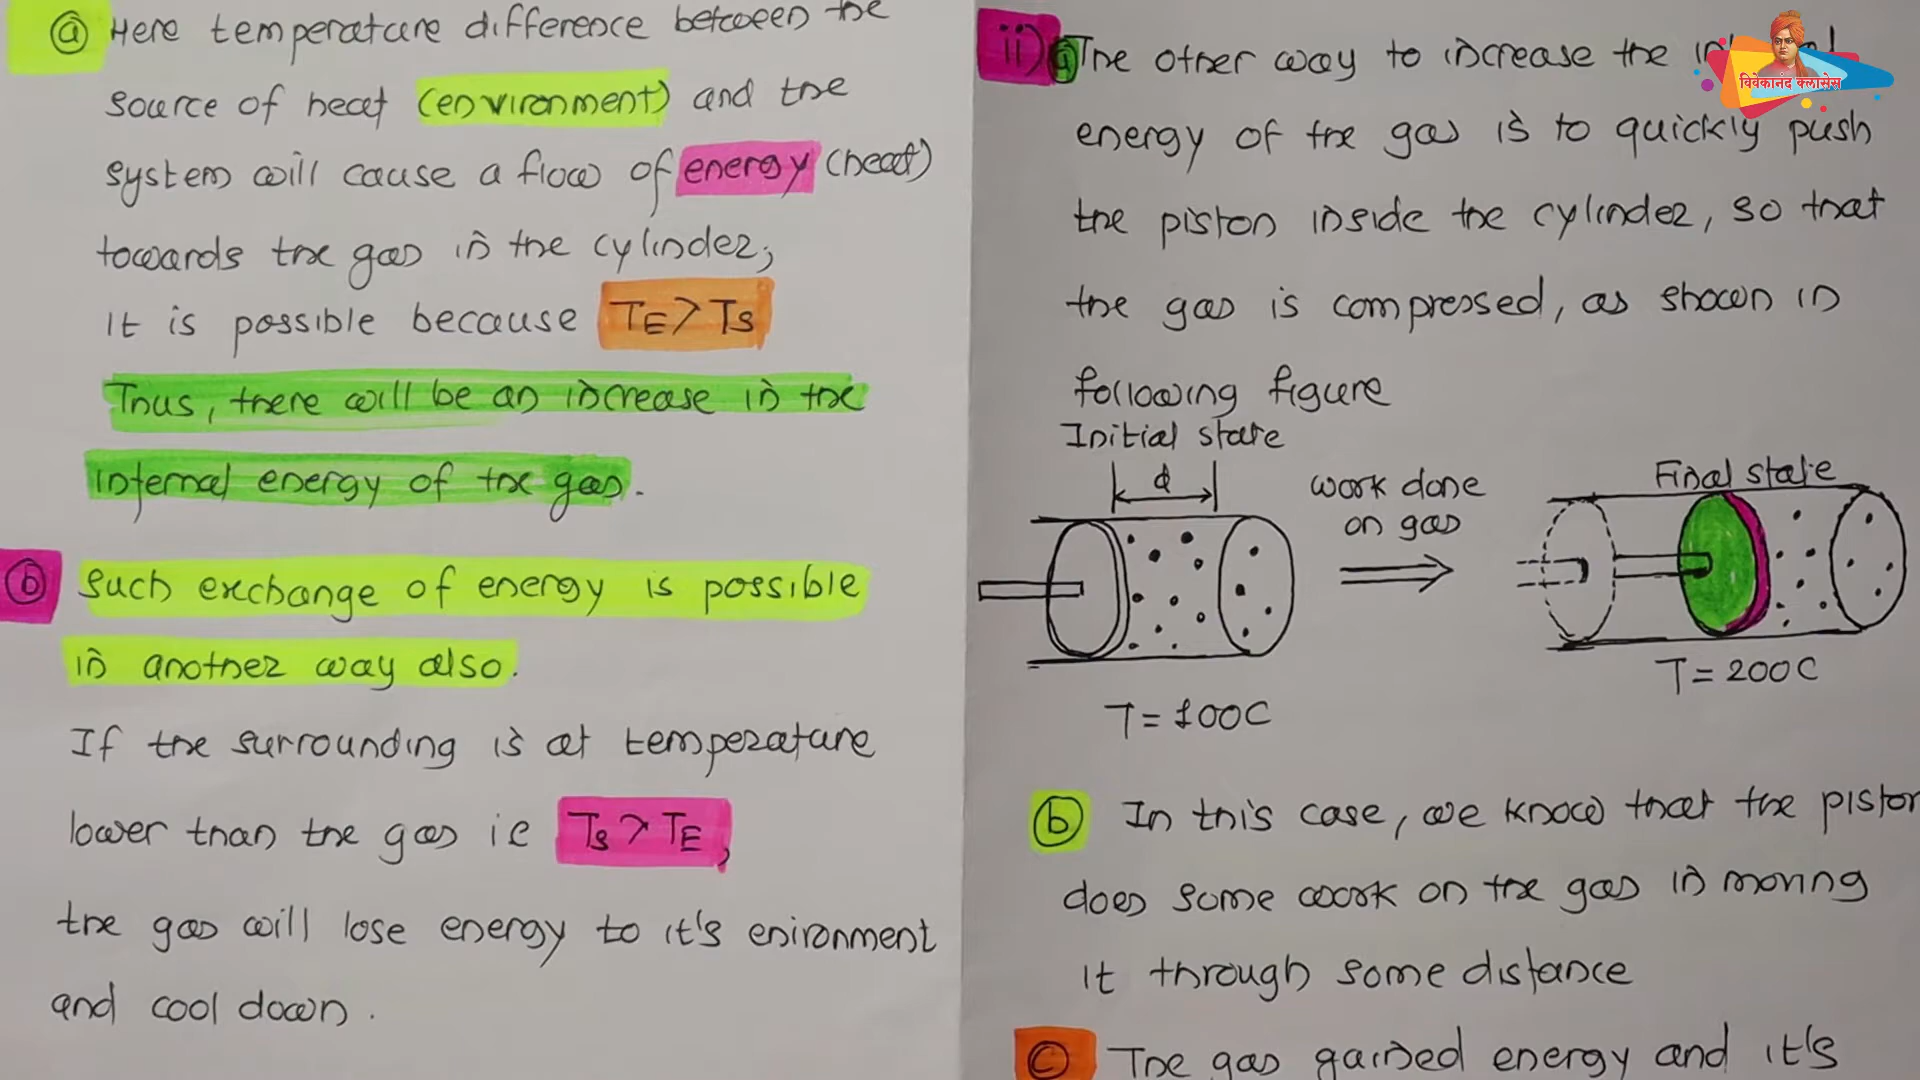 a Here temperature difference between the
source of heat (environment) and the
system will cause a flow of energy (heat)
towards the gas in the cylinder,
It is possible because TE > TS
Thus, there will be an increase in the
internal energy of the gas.
b Such exchange of energy is possible
in another way also.
If the surrounding is at temperature
lower than the gas ie TS > TE,
the gas will lose energy to it's enironment
and cool down.
ii) a The other way to increase the
energy of the gas is to quickly push
the piston inside the cylinder, so that
the gas is compressed, as shown in
following figure
Initial state
d
work done
on gas
Final state
T = 100C
T = 200C
b In this case, we know that the piston
does some work on the gas in moving
it through some distance
c The gas gained energy and it's
विवेकानंद क्लासेस